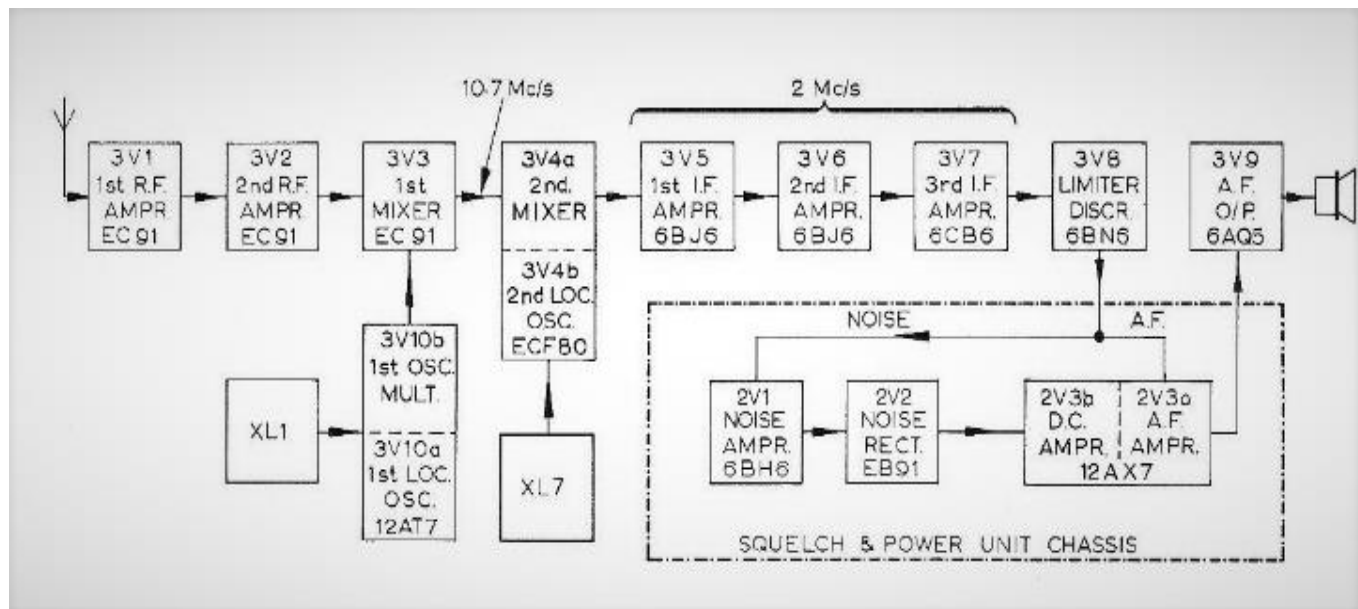 10.7 Mc/s
2 Mc/s
3V1
1st R.F.
AMPR
EC91
3V2
2nd R.F.
AMPR.
EC91
3V3
1st
MIXER
EC91
3V4a
2nd.
MIXER
3V4b
2nd LOC.
OSC.
ECF80
3V5
1st I.F.
AMPR.
6BJ6
3V6
2nd I.F.
AMPR.
6BJ6
3V7
3rd I.F.
AMPR.
6CB6
3V8
LIMITER
DISCR.
6BN6
3V9
A.F.
O/P.
6AQ5
XL1
3V10b
1st OSC.
MULT.
3V10a
1st LOC.
OSC.
12AT7
XL7
NOISE
A.F.
2V1
NOISE
AMPR.
6BH6
2V2
NOISE
RECT.
EB91
2V3b
D.C.
AMPR.
2V3a
A.F.
AMPR.
12AX7
SQUELCH & POWER UNIT CHASSIS